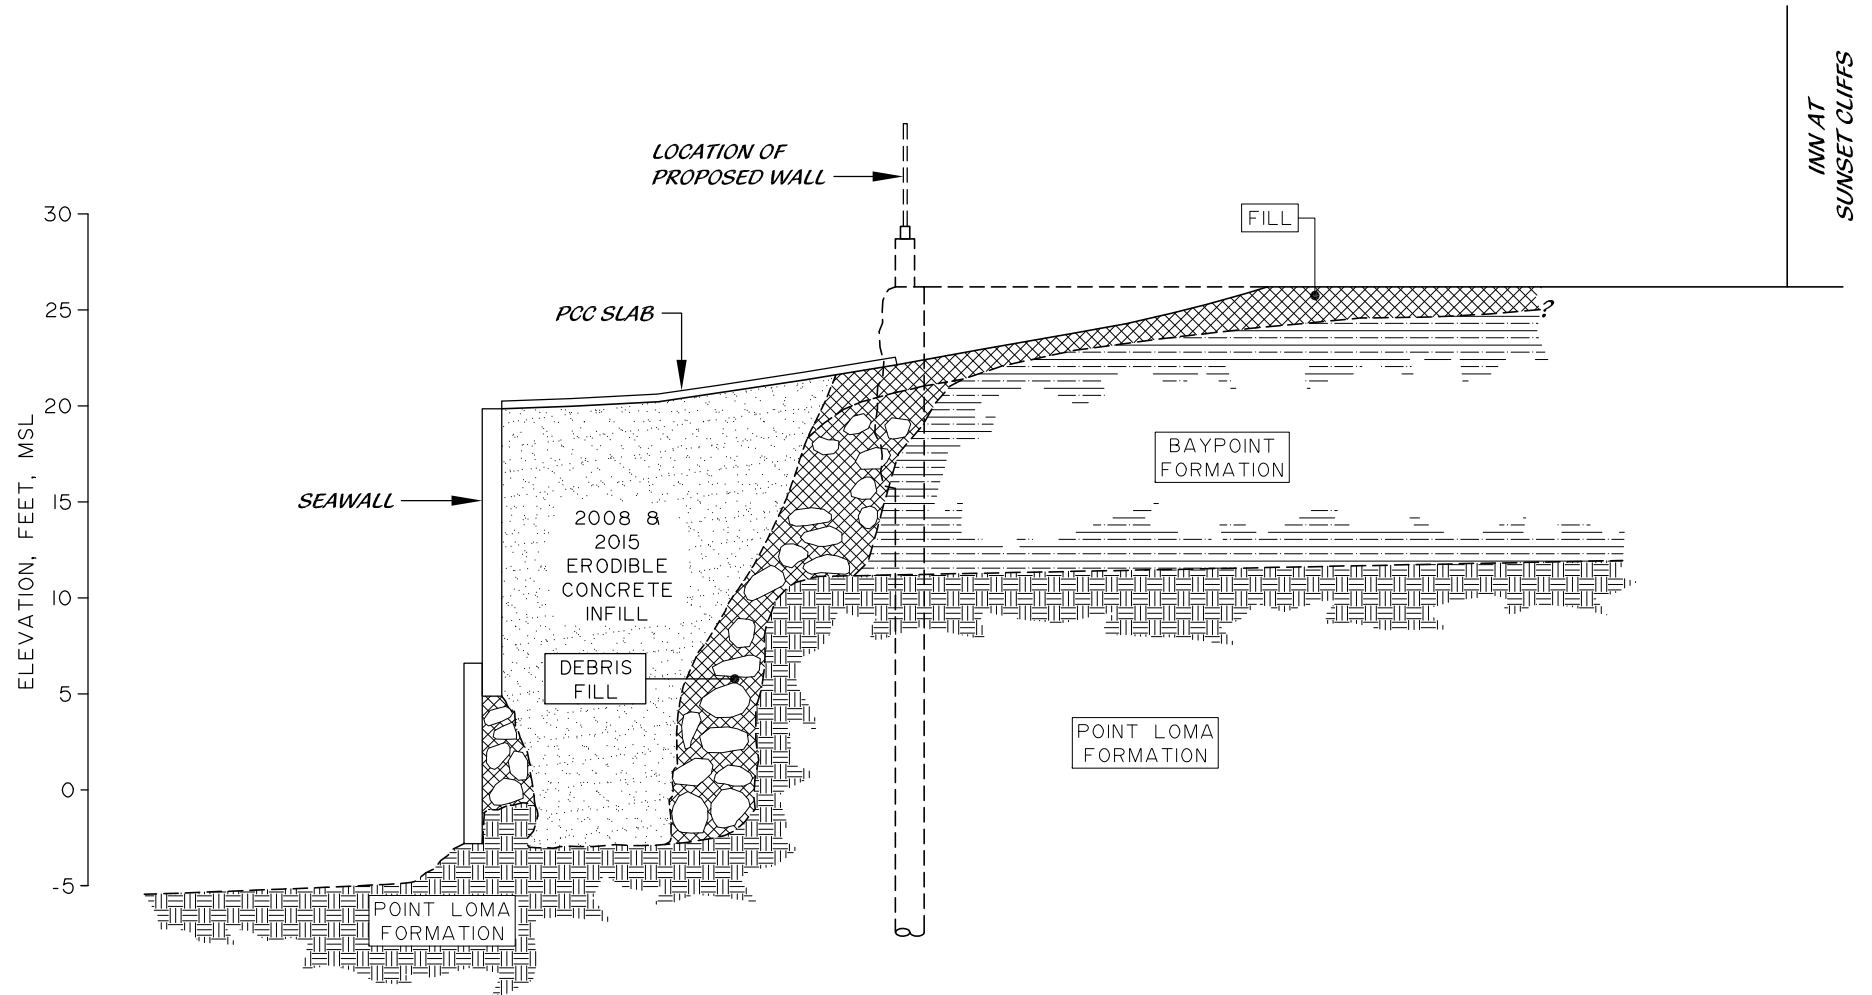 INN AT
SUNSET CLIFFS
LOCATION OF
PROPOSED WALL
30
FILL
25
PCC SLAB
?
20
ELEVATION, FEET, MSL
BAYPOINT
FORMATION
15
SEAWALL
2008 &
2015
ERODIBLE
CONCRETE
INFILL
10
DEBRIS
FILL
5
POINT LOMA
FORMATION
0
-5
POINT LOMA
FORMATION